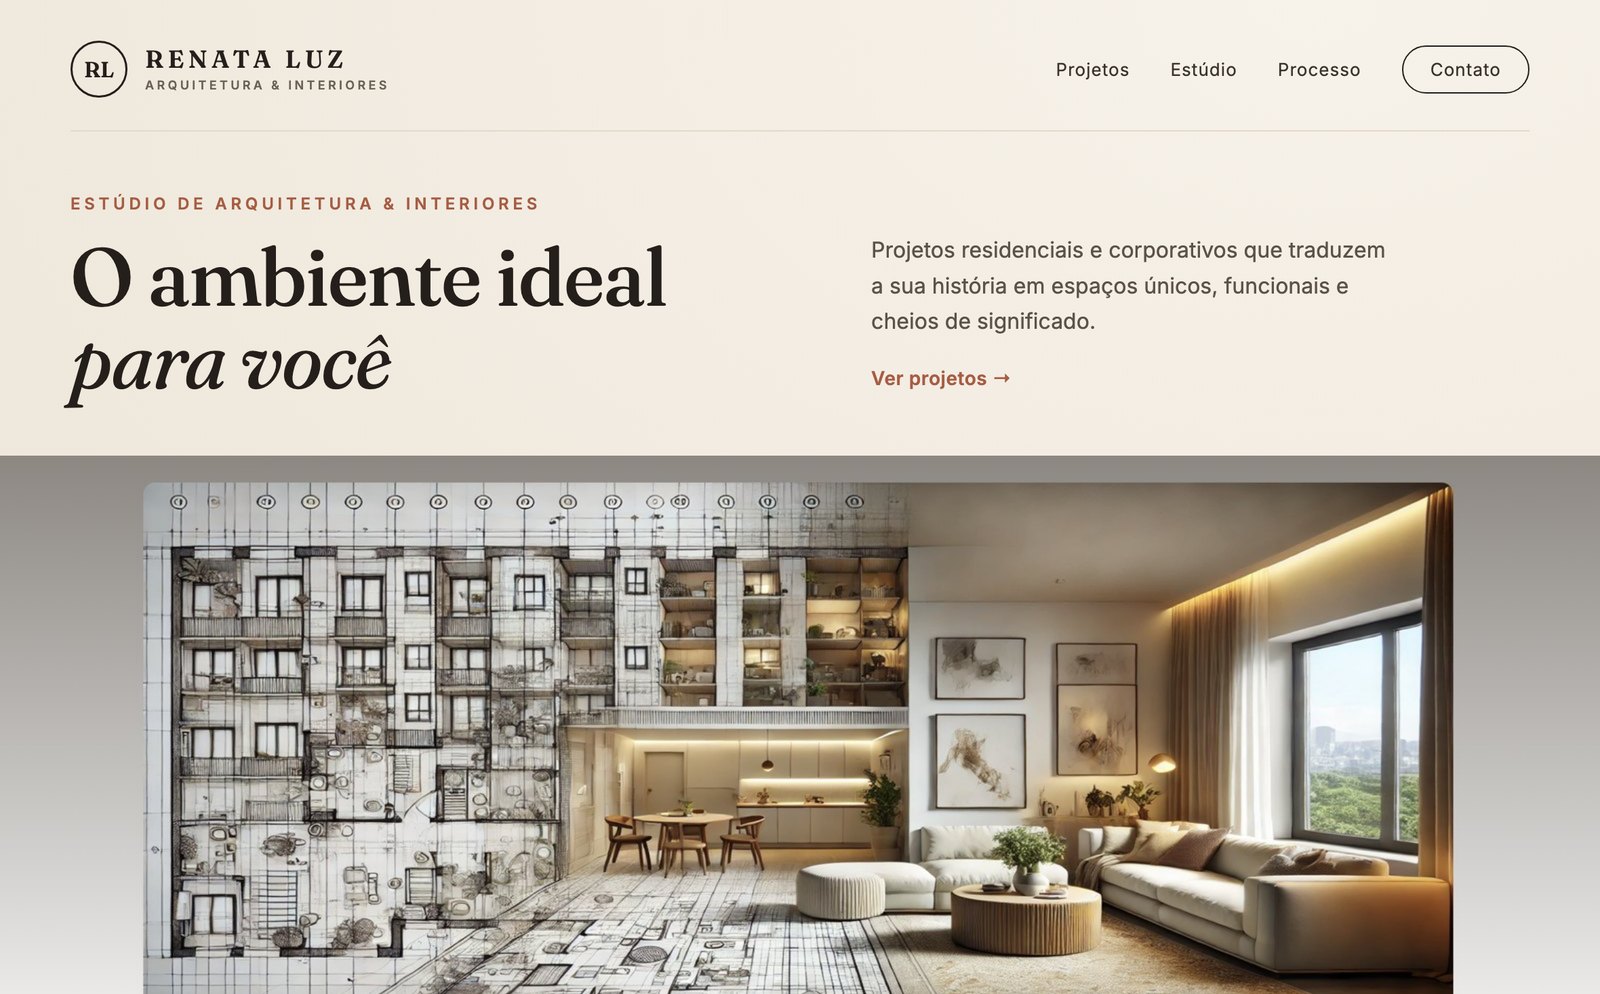 RL
RENATA LUZ
ARQUITETURA & INTERIORES
Projetos
Estúdio
Processo
Contato
ESTÚDIO DE ARQUITETURA & INTERIORES
O ambiente ideal
para você
Projetos residenciais e corporativos que traduzem
a sua história em espaços únicos, funcionais e
cheios de significado.
Ver projetos →